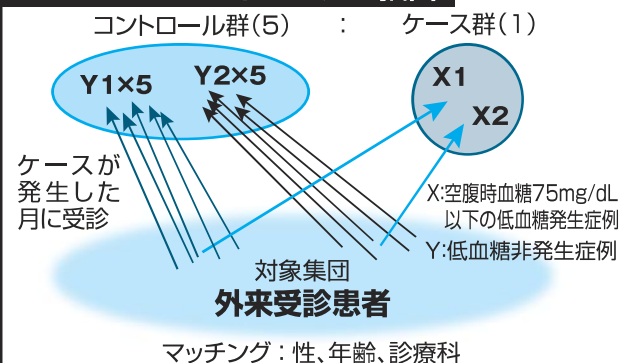 コントロール群(5) : ケース群(1)
Y1×5
Y2×5
X1
X2
ケースが
発生した
月に受診
X:空腹時血糖75mg/dL
以下の低血糖発生症例
Y:低血糖非発生症例
対象集団
外来受診患者
マッチング:性、年齢、診療科